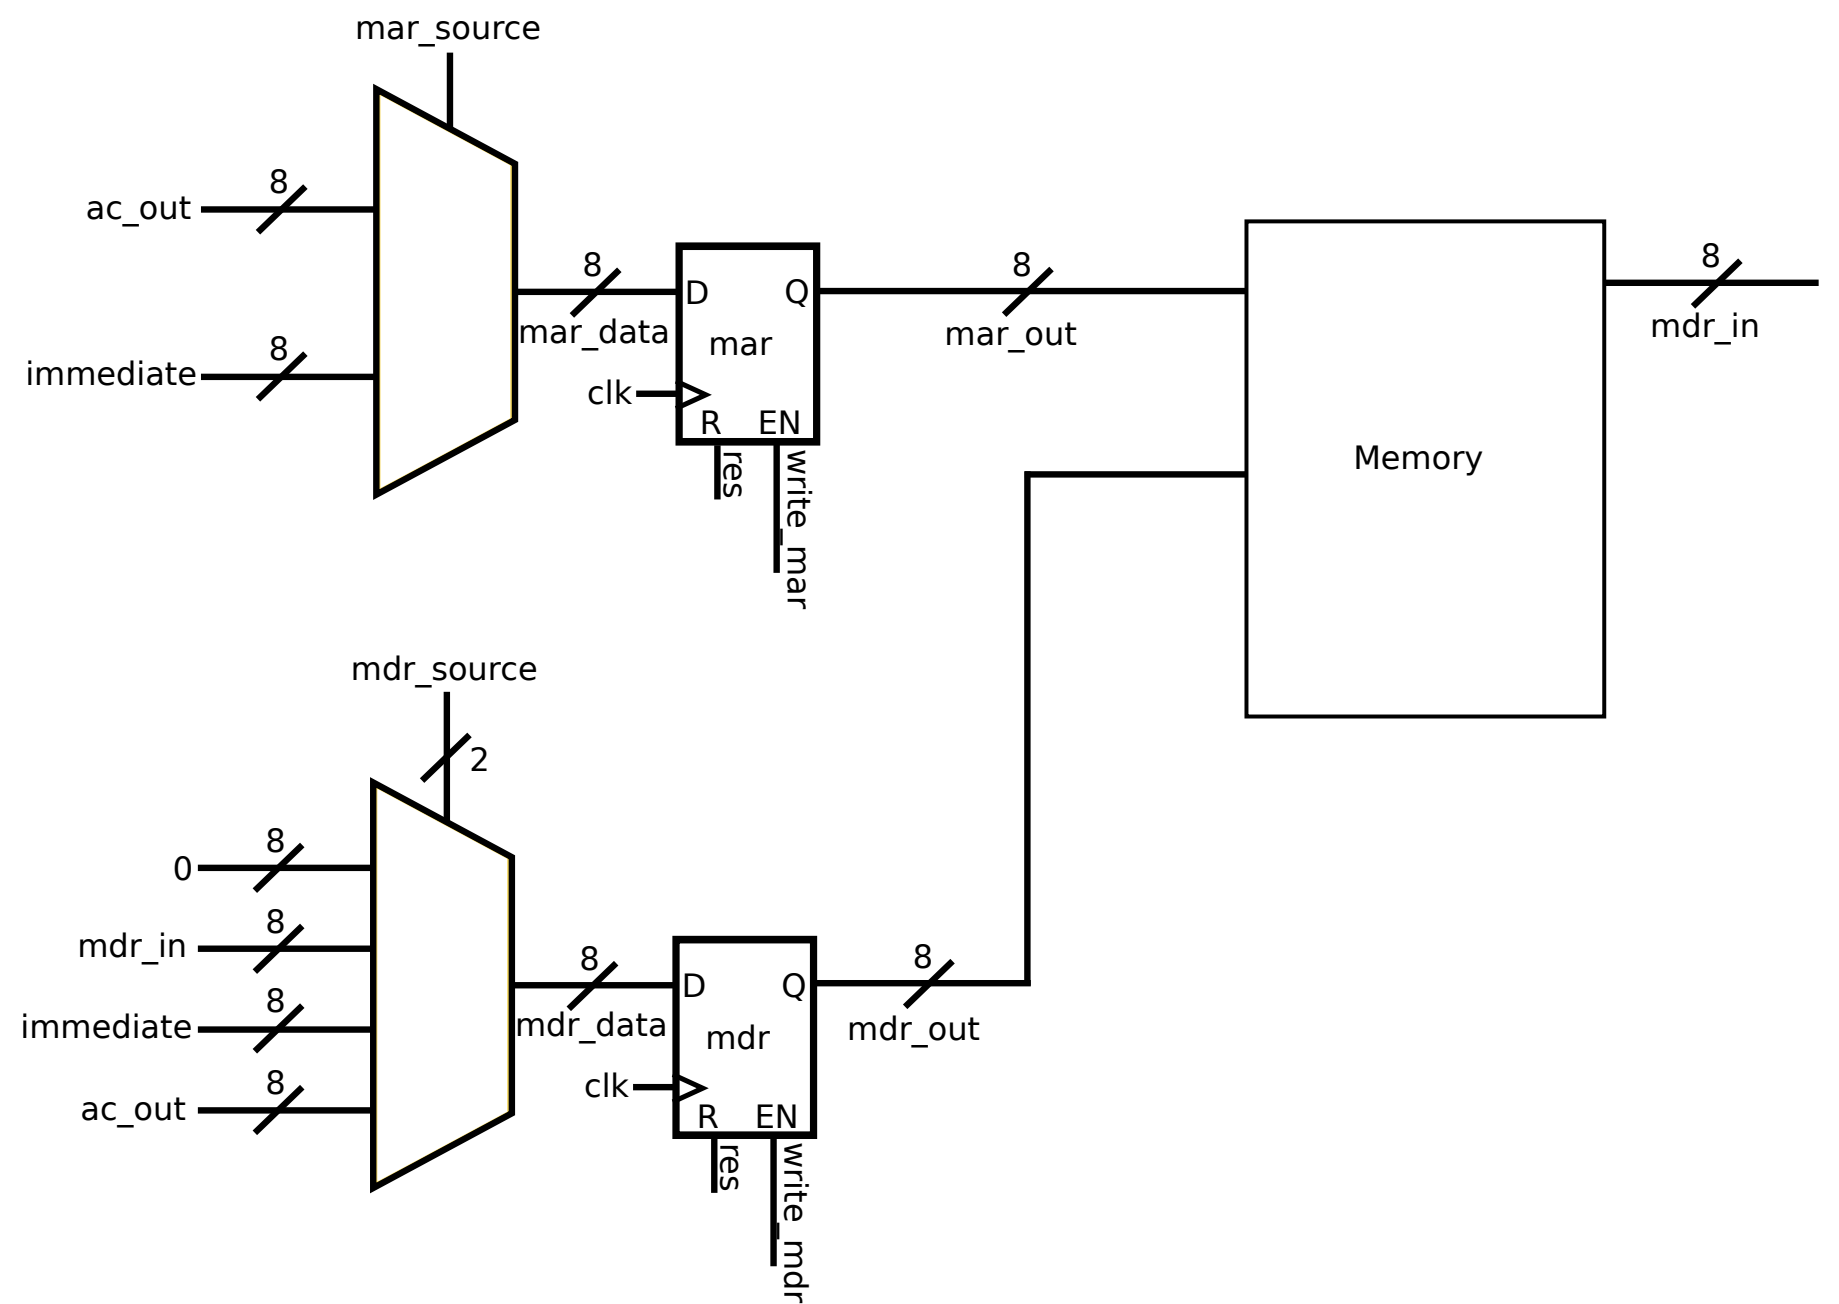 mar_source
8
ac_out
8
immediate
8
mar_data
D
Q
mar
clk
R
EN
res
write_mar
8
mar_out
Memory
8
mdr_in
mdr_source
2
8
0
8
mdr_in
8
immediate
8
ac_out
8
mdr_data
D
Q
mdr
clk
R
EN
res
write_mdr
8
mdr_out